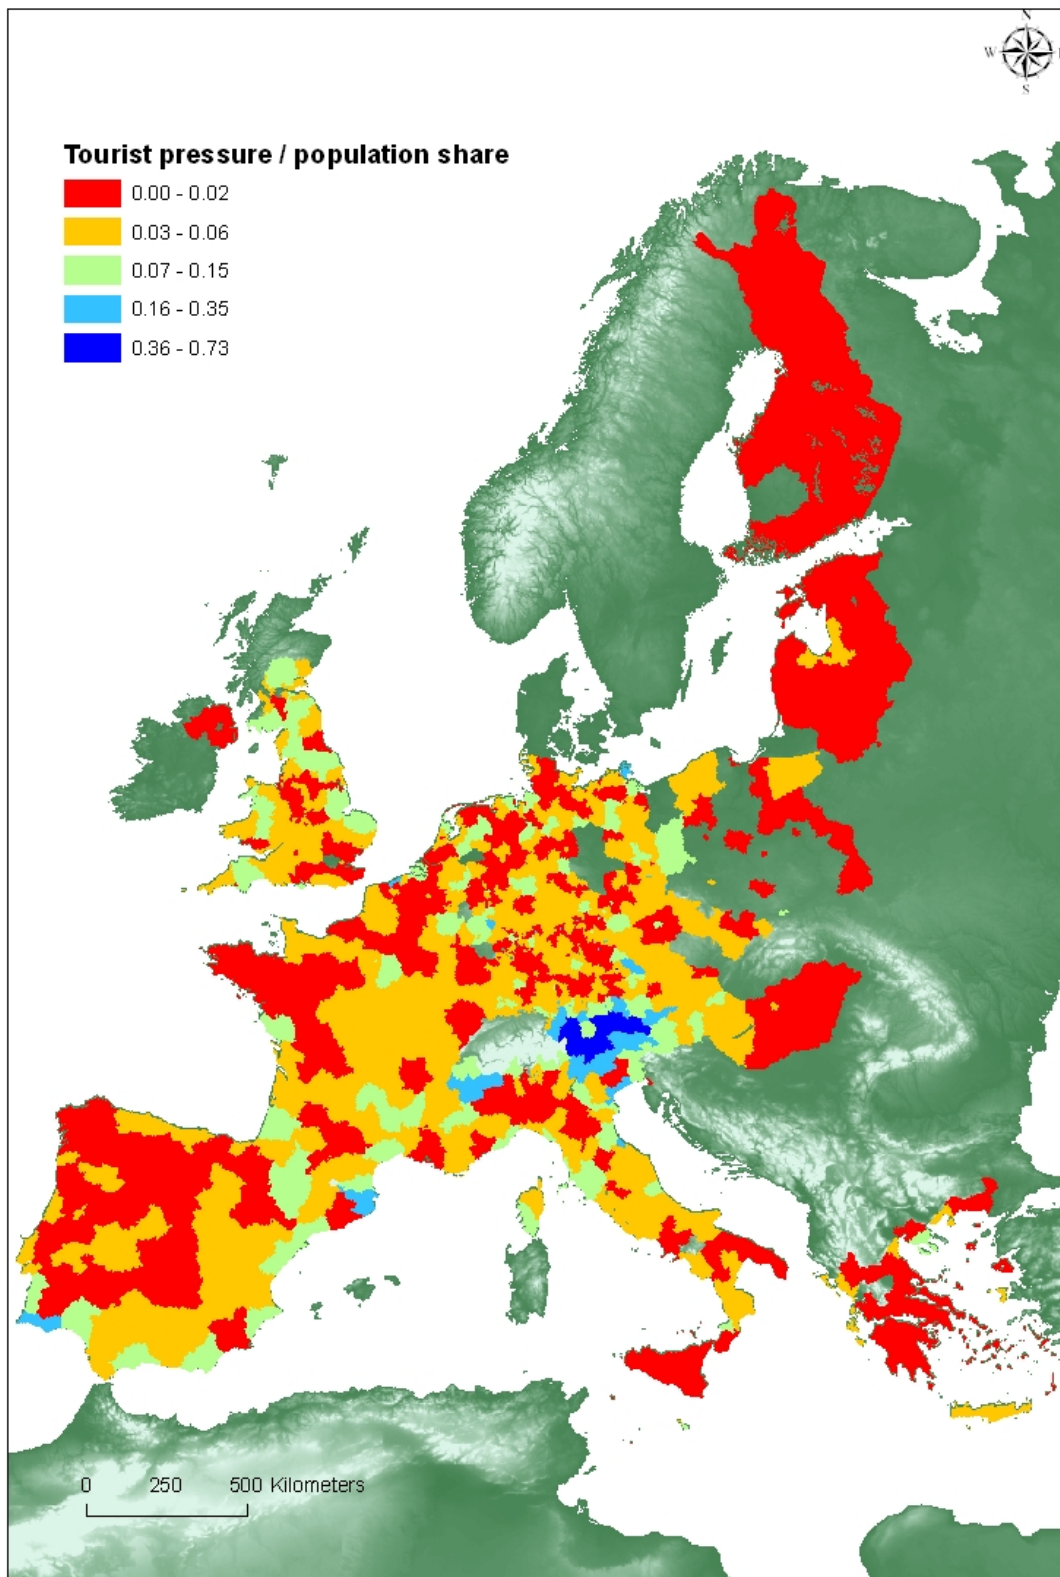 N
W
S
Tourist pressure / population share
0.00 - 0.02
0.03 - 0.06
0.07 - 0.15
0.16 - 0.35
0.36 - 0.73
0 250 500 Kilometers